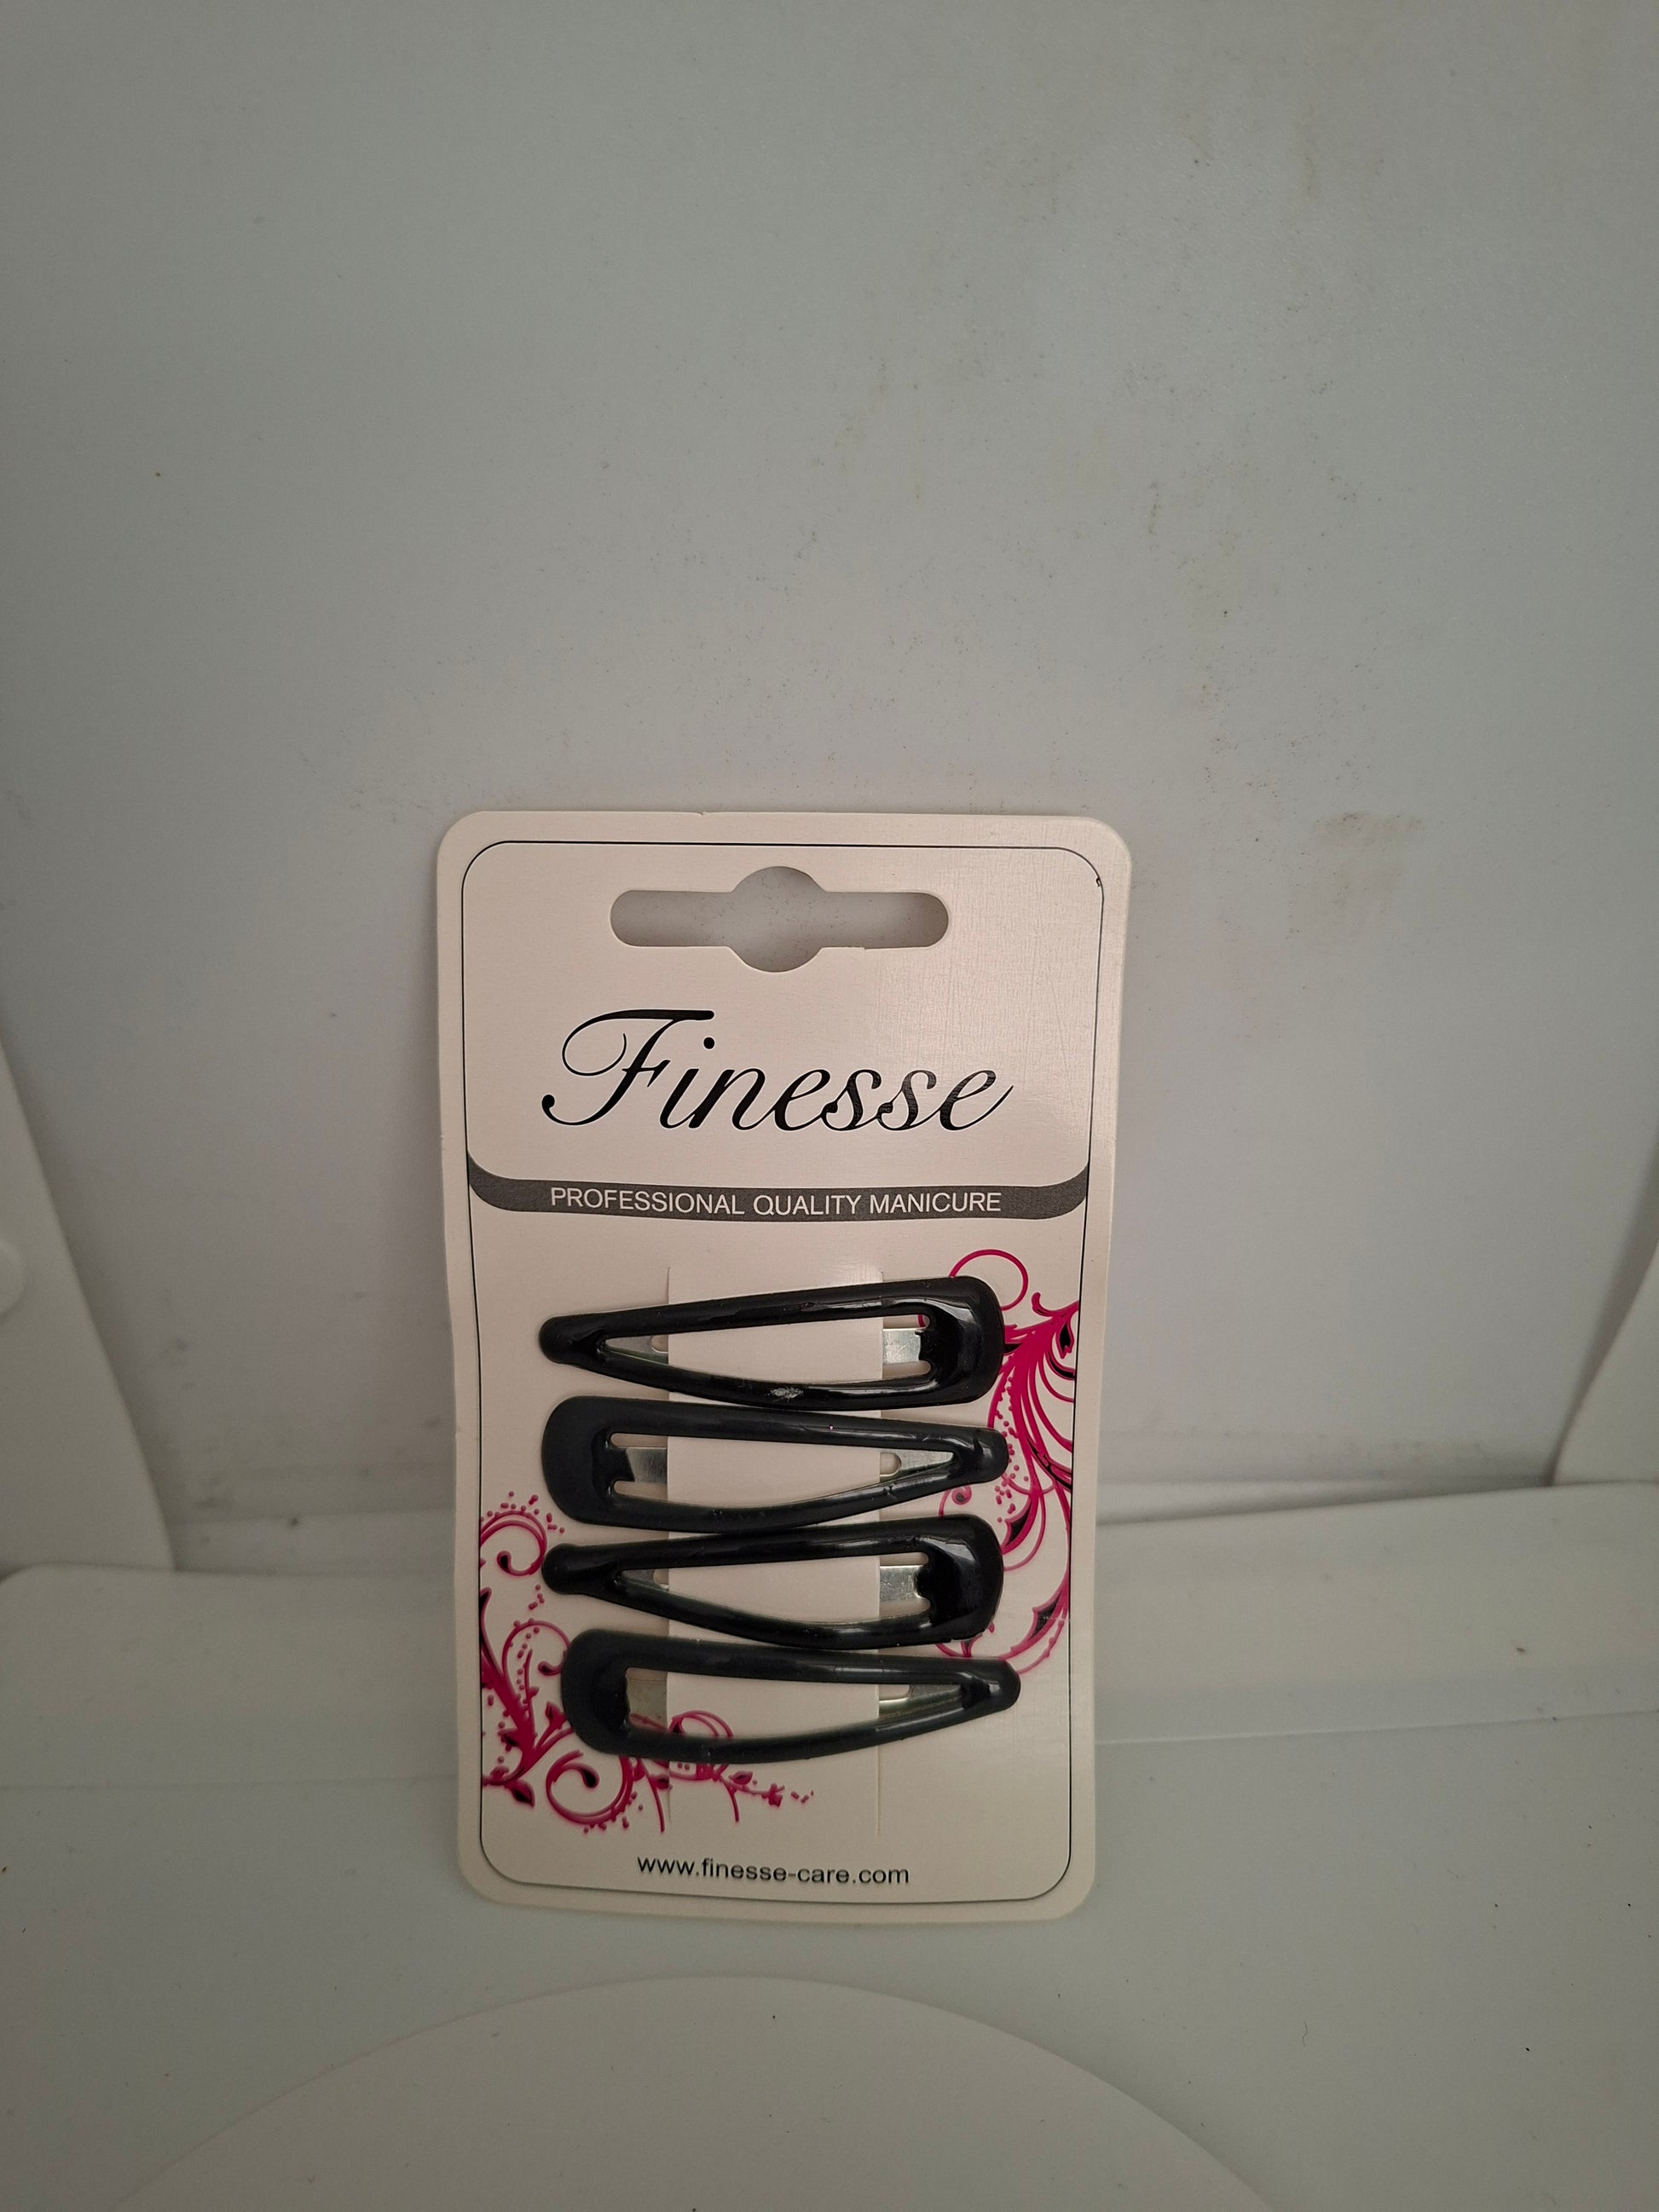 Finesse
PROFESSIONAL QUALITY MANICURE
www.finesse-care.com